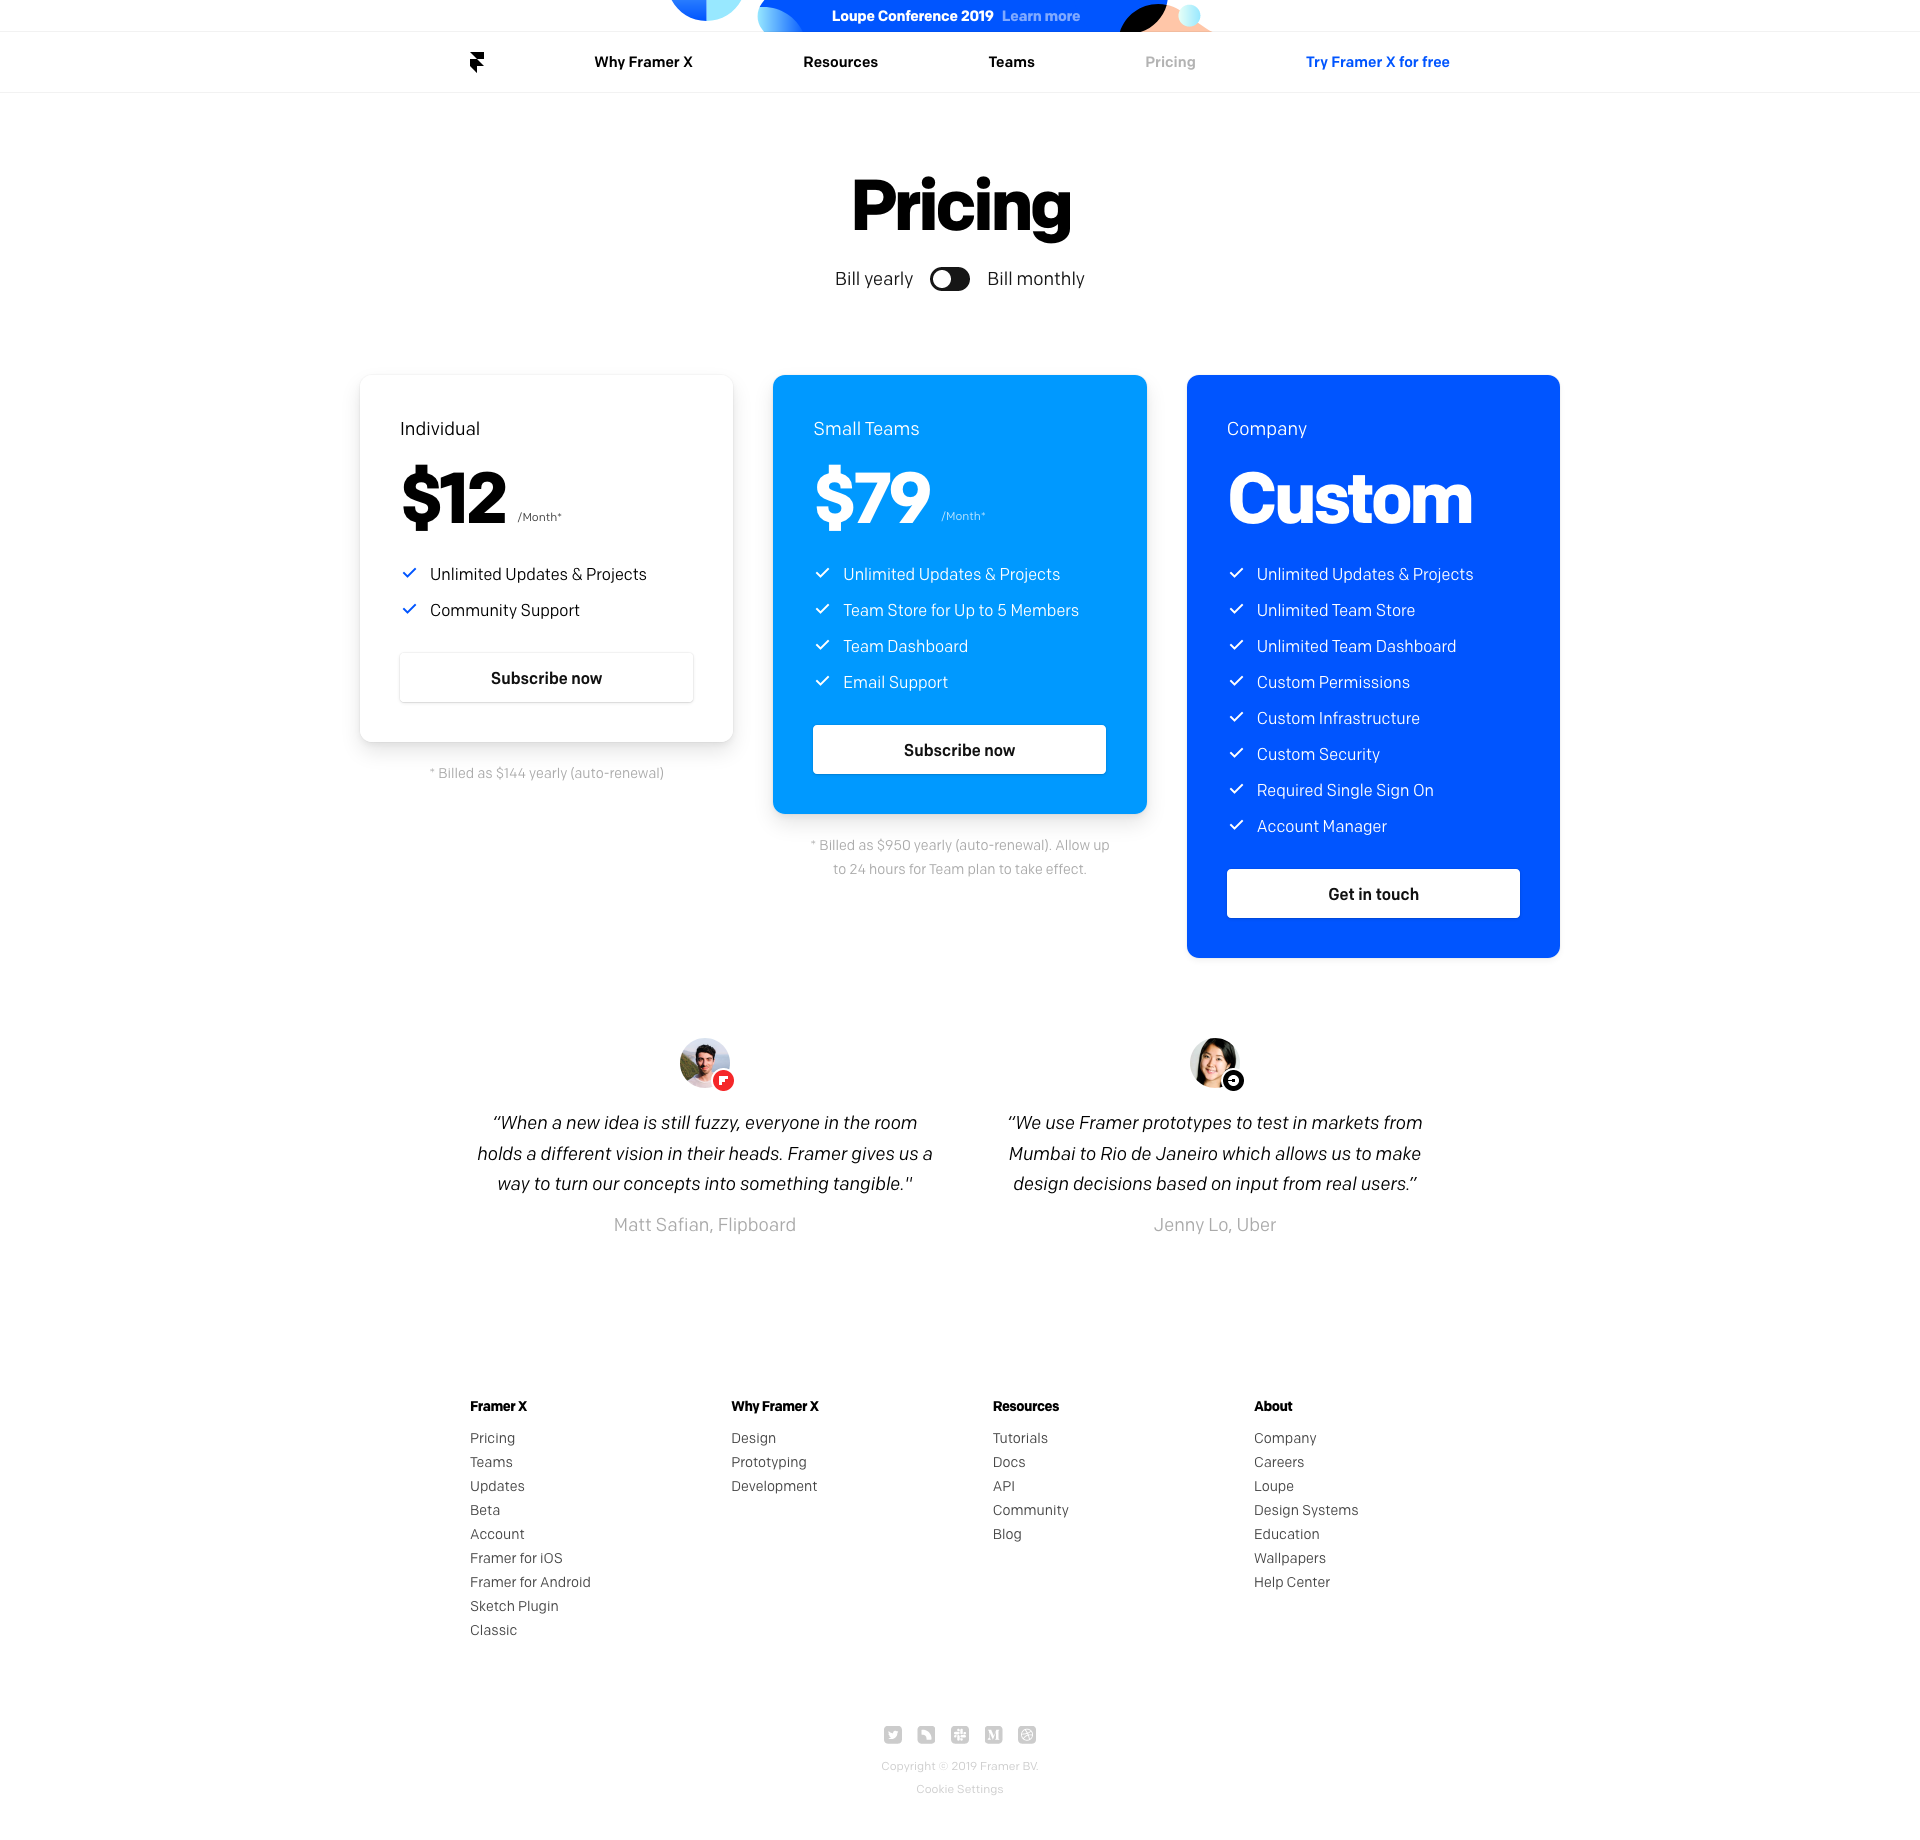 Loupe Conference 2019 Learn more
Why Framer X
Resources
Teams
Pricing
Try Framer X for free
Pricing
Bill yearly
Bill monthly
Individual
$12 /Month*
Unlimited Updates & Projects
Community Support
Subscribe now
* Billed as $144 yearly (auto-renewal)
Small Teams
$79 /Month*
Unlimited Updates & Projects
Team Store for Up to 5 Members
Team Dashboard
Email Support
Subscribe now
* Billed as $950 yearly (auto-renewal). Allow up
to 24 hours for Team plan to take effect.
Company
Custom
Unlimited Updates & Projects
Unlimited Team Store
Unlimited Team Dashboard
Custom Permissions
Custom Infrastructure
Custom Security
Required Single Sign On
Account Manager
Get in touch
“When a new idea is still fuzzy, everyone in the room
holds a different vision in their heads. Framer gives us a
way to turn our concepts into something tangible."
Matt Safian, Flipboard
“We use Framer prototypes to test in markets from
Mumbai to Rio de Janeiro which allows us to make
design decisions based on input from real users.”
Jenny Lo, Uber
Framer X
Pricing
Teams
Updates
Beta
Account
Framer for iOS
Framer for Android
Sketch Plugin
Classic
Why Framer X
Design
Prototyping
Development
Resources
Tutorials
Docs
API
Community
Blog
About
Company
Careers
Loupe
Design Systems
Education
Wallpapers
Help Center
Copyright © 2019 Framer BV.
Cookie Settings